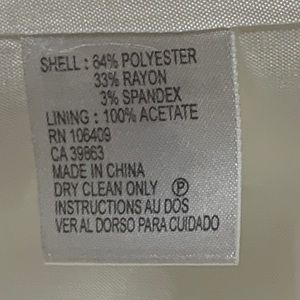 SHELL : 64% POLYESTER
33% RAYON
3% SPANDEX
LINING : 100% ACETATE
RN 106409
CA 39863
MADE IN CHINA
DRY CLEAN ONLY Ⓟ
INSTRUCTIONS AU DOS
VER AL DORSO PARA CUIDADO